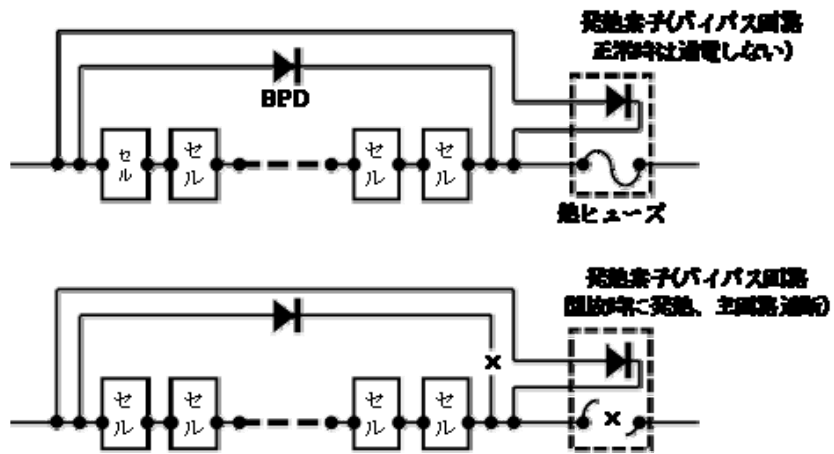 発熱素子(バイパス回路
正常時は通電しない)
BPD
セル
セル
セル
セル
熱ヒューズ
発熱素子(バイパス回路
開放時に発熱、主回路遮断)
セル
セル
セル
セル